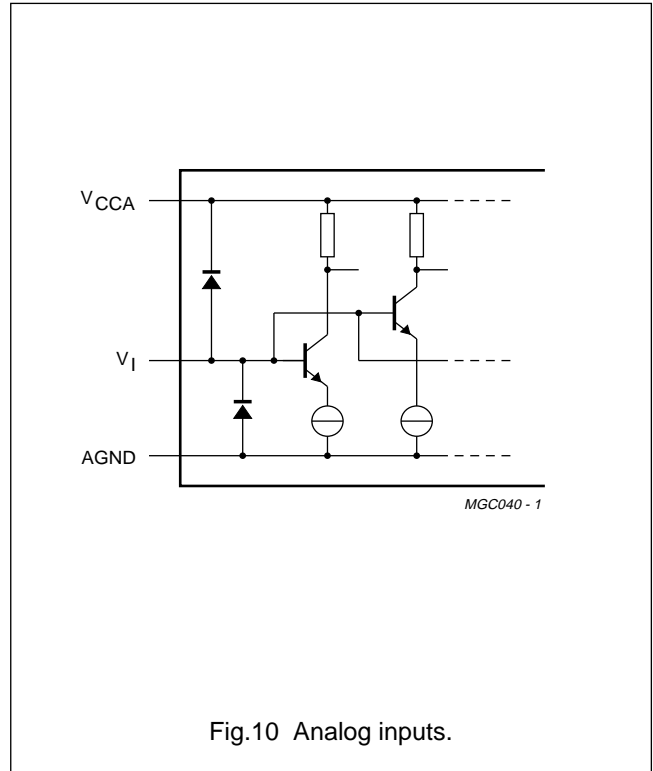 VCCA
VI
AGND
MGC040 - 1
Fig.10 Analog inputs.